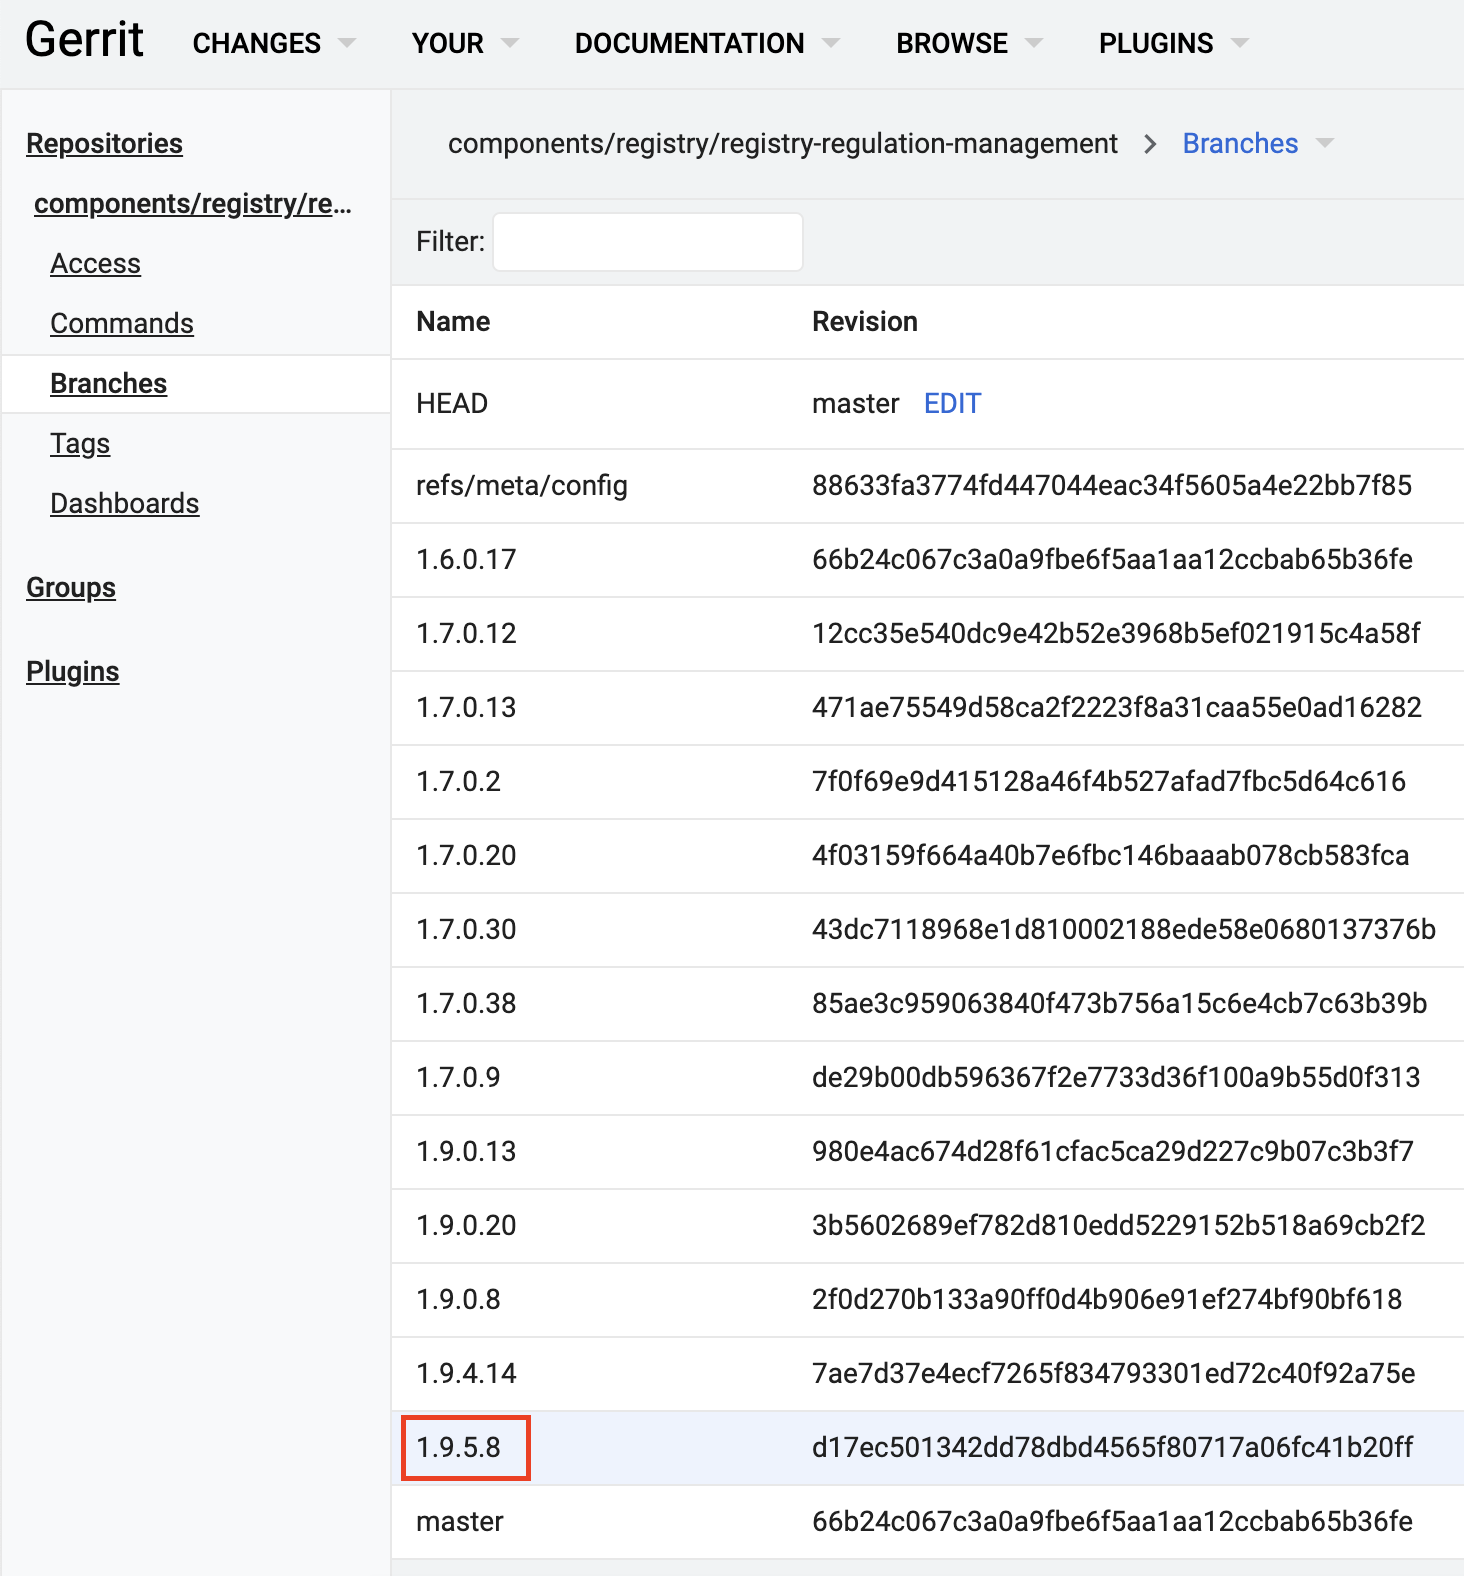 Gerrit CHANGES YOUR DOCUMENTATION BROWSE PLUGINS
Repositories
components/registry/re...
Access
Commands
Branches
Tags
Dashboards
Groups
Plugins
components/registry/registry-regulation-management > Branches
Filter:
Name Revision
HEAD master EDIT
refs/meta/config 88633fa3774fd447044eac34f5605a4e22bb7f85
1.6.0.17 66b24c067c3a0a9fbe6f5aa1aa12ccbab65b36fe
1.7.0.12 12cc35e540dc9e42b52e3968b5ef021915c4a58f
1.7.0.13 471ae75549d58ca2f2223f8a31caa55e0ad16282
1.7.0.2 7f0f69e9d415128a46f4b527afad7fbc5d64c616
1.7.0.20 4f03159f664a40b7e6fbc146baaab078cb583fca
1.7.0.30 43dc7118968e1d810002188ede58e0680137376b
1.7.0.38 85ae3c959063840f473b756a15c6e4cb7c63b39b
1.7.0.9 de29b00db596367f2e7733d36f100a9b55d0f313
1.9.0.13 980e4ac674d28f61cfac5ca29d227c9b07c3b3f7
1.9.0.20 3b5602689ef782d810edd5229152b518a69cb2f2
1.9.0.8 2f0d270b133a90ff0d4b906e91ef274bf90bf618
1.9.4.14 7ae7d37e4ecf7265f834793301ed72c40f92a75e
1.9.5.8 d17ec501342dd78dbd4565f80717a06fc41b20ff
master 66b24c067c3a0a9fbe6f5aa1aa12ccbab65b36fe